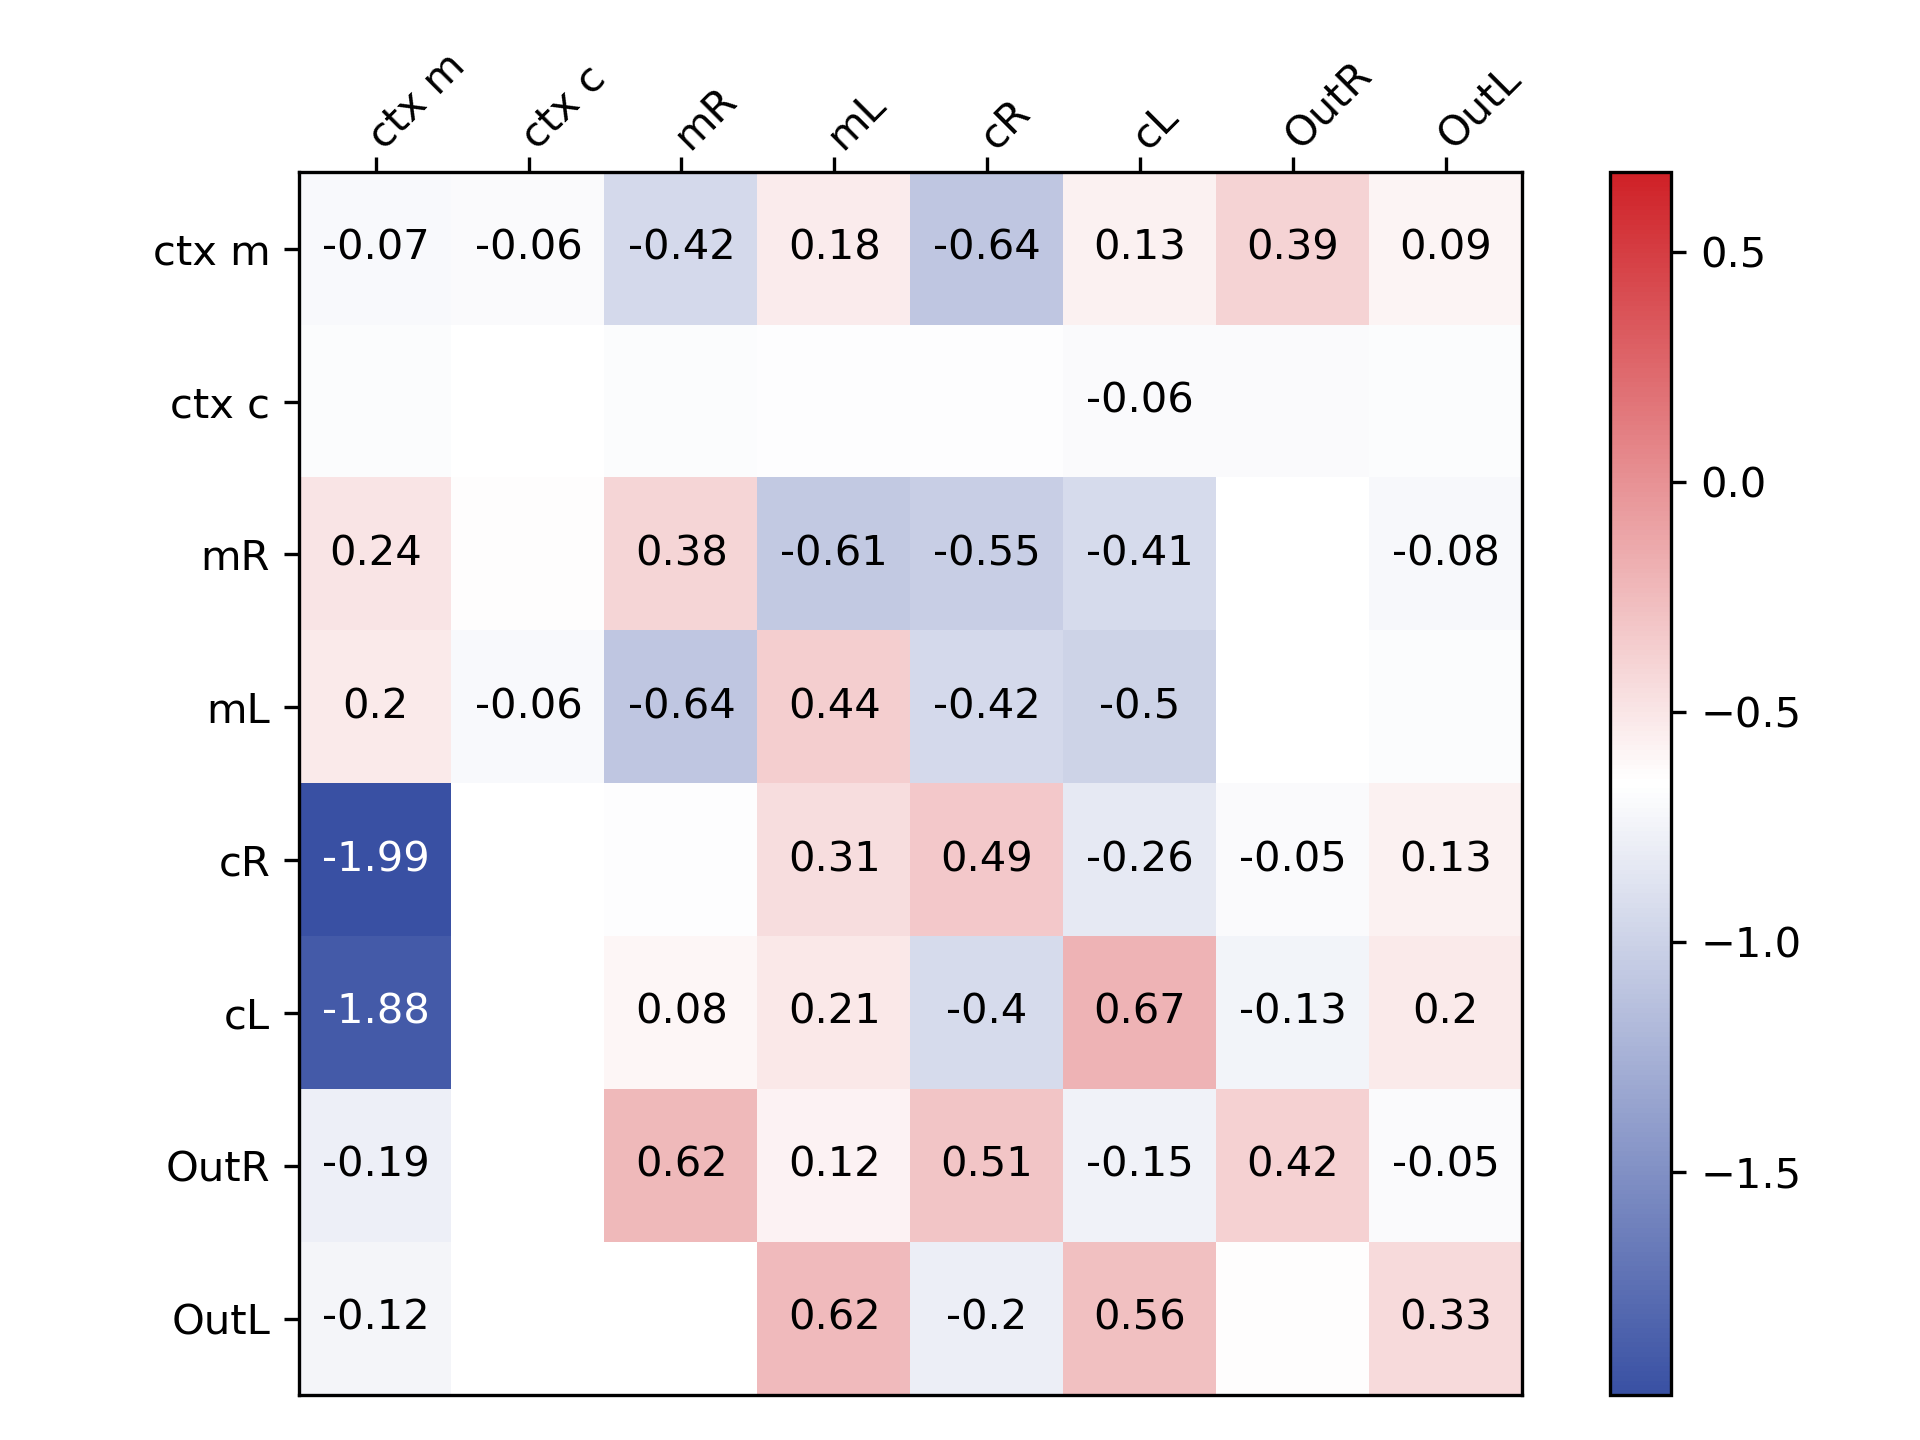 ctx m ctx c mR mL cR cL OutR OutL
ctx m -0.07 -0.06 -0.42 0.18 -0.64 0.13 0.39 0.09
ctx c -0.06
mR 0.24 0.38 -0.61 -0.55 -0.41 -0.08
mL 0.2 -0.06 -0.64 0.44 -0.42 -0.5
cR -1.99 0.31 0.49 -0.26 -0.05 0.13
cL -1.88 0.08 0.21 -0.4 0.67 -0.13 0.2
OutR -0.19 0.62 0.12 0.51 -0.15 0.42 -0.05
OutL -0.12 0.62 -0.2 0.56 0.33
0.5
0.0
−0.5
−1.0
−1.5